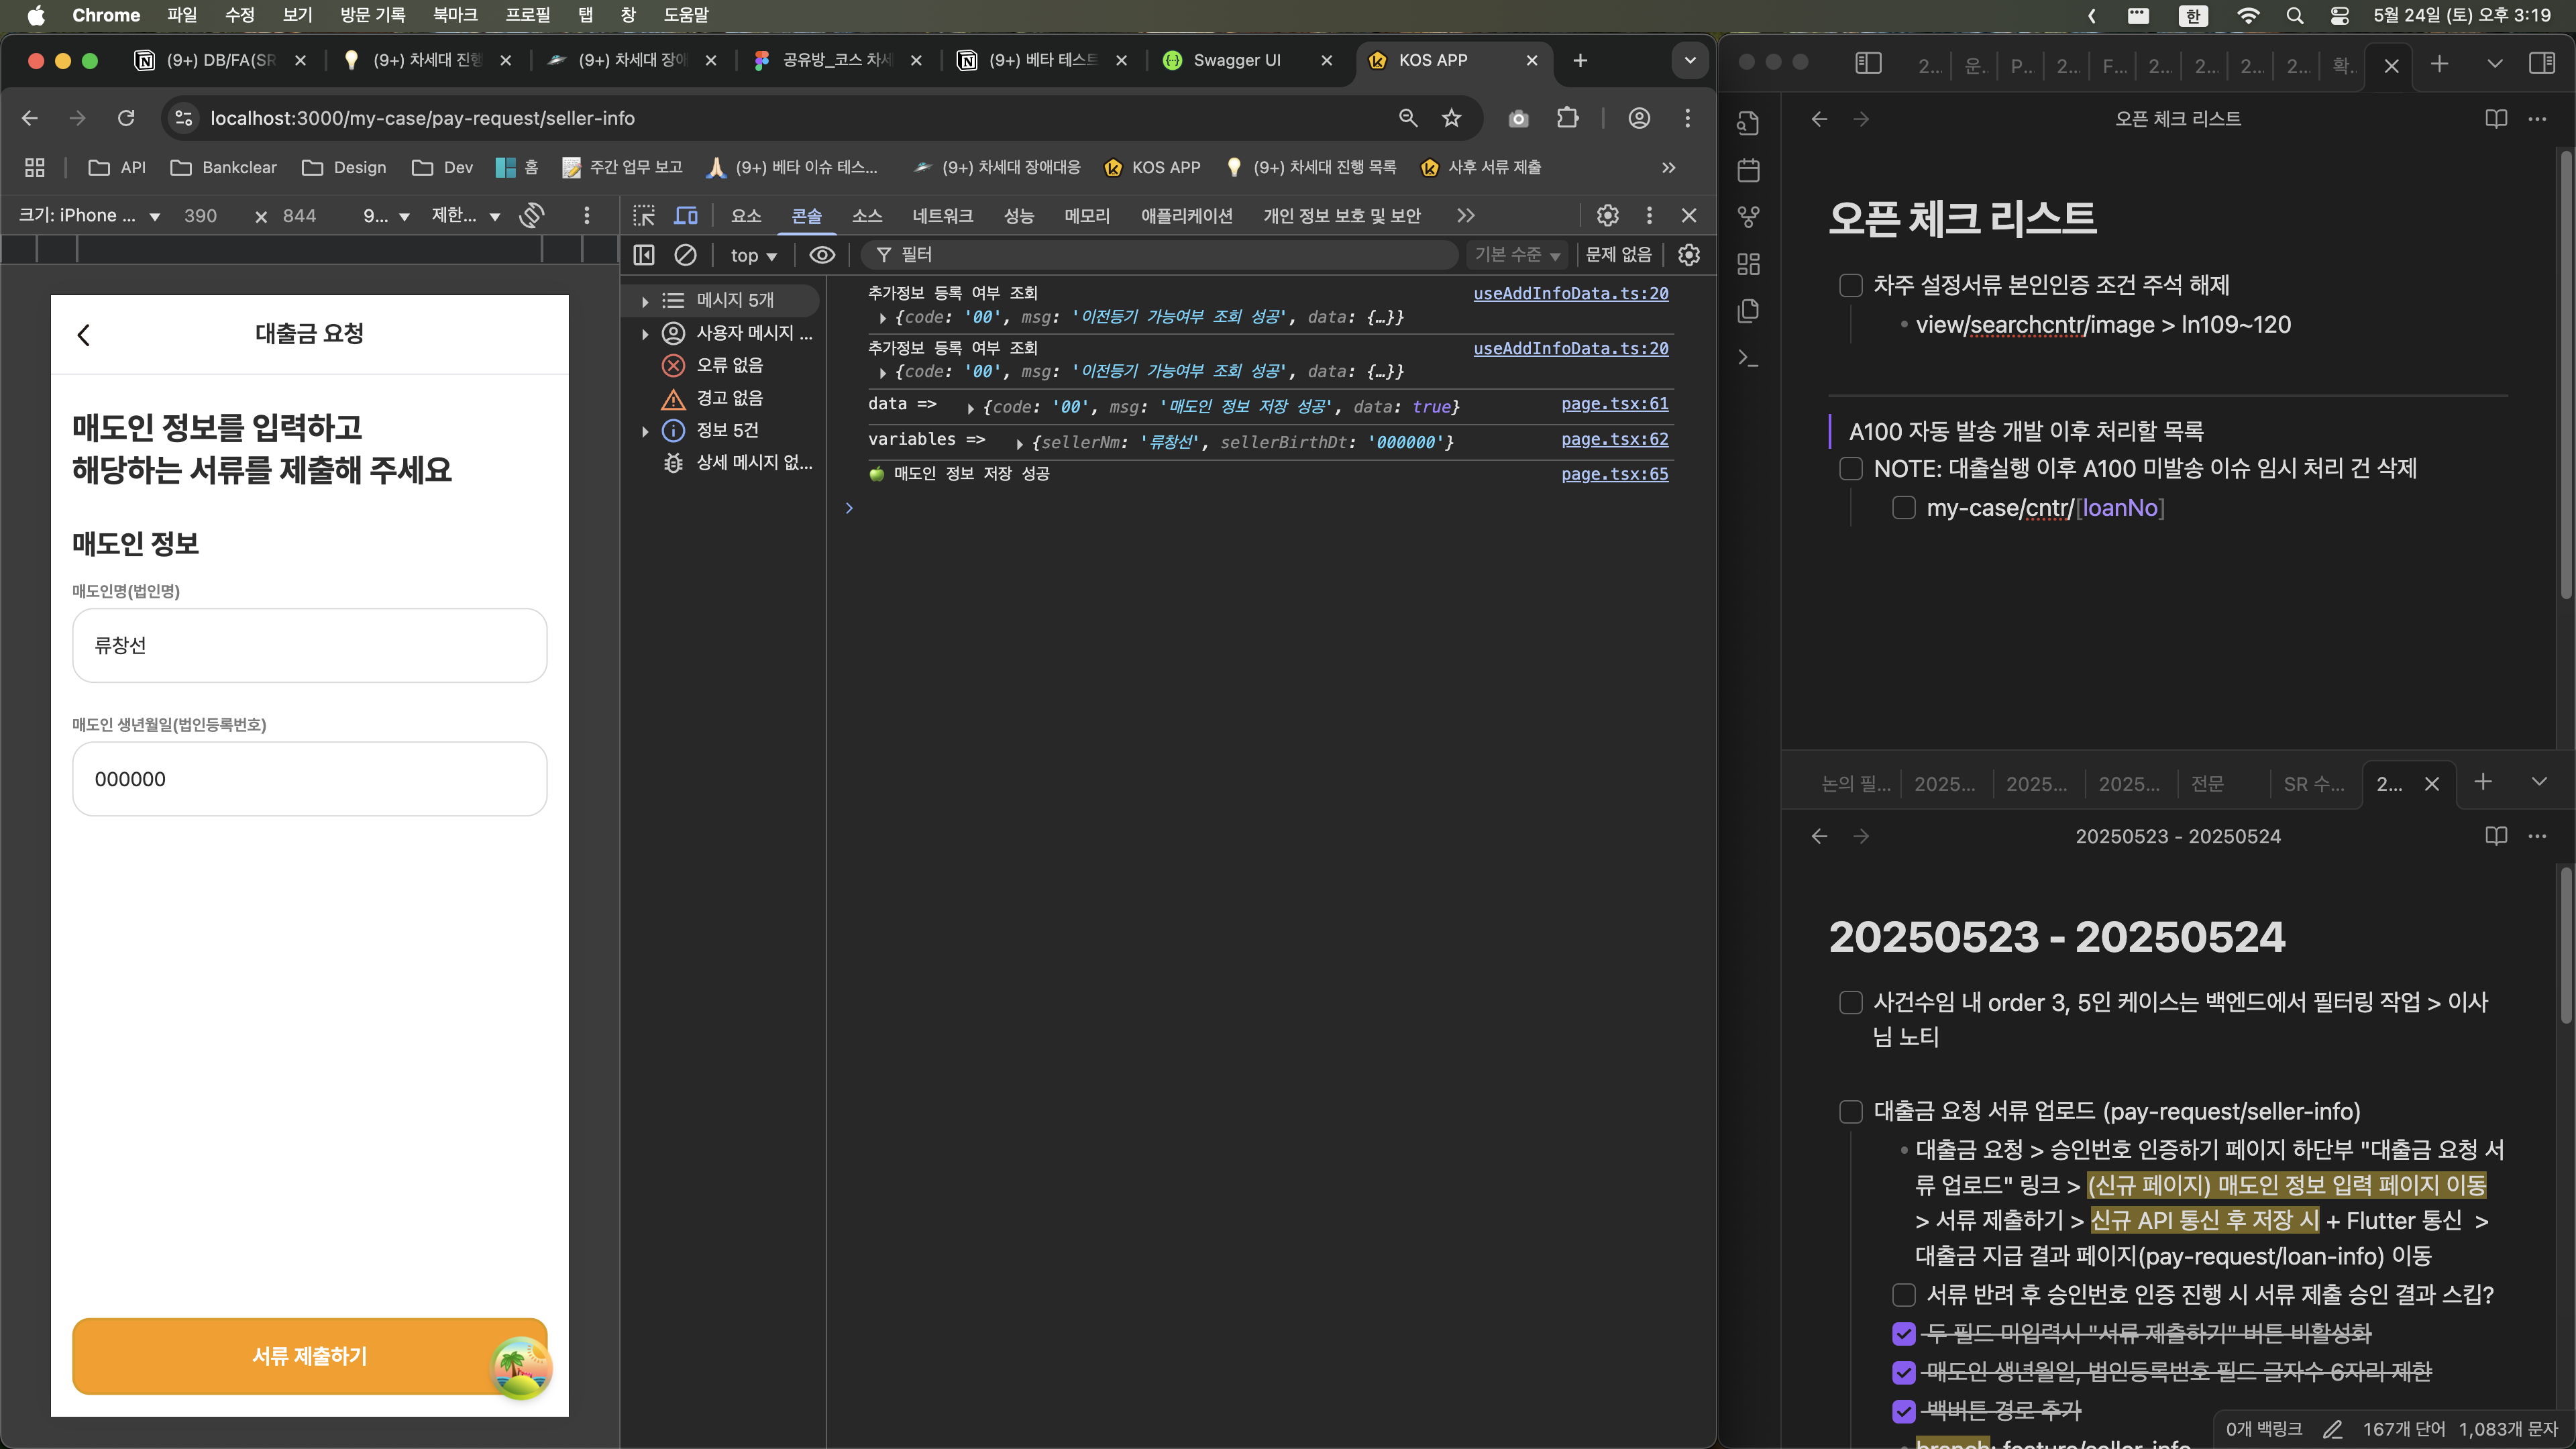 Chrome 파일 수정 보기 방문 기록 북마크 프로필 탭 창 도움말
한 5월 24일 (토) 오후 3:19
(9+) DB/FA(SR
(9+) 차세대 진행
(9+) 차세대 장애
공유방_코스 차세
(9+) 베타 테스트
Swagger UI
KOS APP
localhost:3000/my-case/pay-request/seller-info
API Bankclear Design Dev 홈 주간 업무 보고 (9+) 베타 이슈 테스... (9+) 차세대 장애대응 KOS APP (9+) 차세대 진행 목록 사후 서류 제출
크기: iPhone ... 390 x 844 9... 제한...
요소 콘솔 소스 네트워크 성능 메모리 애플리케이션 개인 정보 보호 및 보안
top 필터 기본 수준 문제 없음
대출금 요청
매도인 정보를 입력하고
해당하는 서류를 제출해 주세요
매도인 정보
매도인명(법인명)
류창선
매도인 생년월일(법인등록번호)
000000
서류 제출하기
메시지 5개
사용자 메시지 ...
오류 없음
경고 없음
정보 5건
상세 메시지 없...
추가정보 등록 여부 조회 useAddInfoData.ts:20
{code: '00', msg: '이전등기 가능여부 조회 성공', data: {…}}
추가정보 등록 여부 조회 useAddInfoData.ts:20
{code: '00', msg: '이전등기 가능여부 조회 성공', data: {…}}
data => {code: '00', msg: '매도인 정보 저장 성공', data: true} page.tsx:61
variables => {sellerNm: '류창선', sellerBirthDt: '000000'} page.tsx:62
🍏 매도인 정보 저장 성공 page.tsx:65
2... 운. P... 2... F... 2... 2... 2... 2... 확.
오픈 체크 리스트
오픈 체크 리스트
차주 설정서류 본인인증 조건 주석 해제
view/searchcntr/image > ln109~120
A100 자동 발송 개발 이후 처리할 목록
NOTE: 대출실행 이후 A100 미발송 이슈 임시 처리 건 삭제
my-case/cntr/[loanNo]
논의 필... 2025... 2025... 2025... 전문 SR 수... 2...
20250523 - 20250524
20250523 - 20250524
사건수임 내 order 3, 5인 케이스는 백엔드에서 필터링 작업 > 이사
님 노티
대출금 요청 서류 업로드 (pay-request/seller-info)
대출금 요청 > 승인번호 인증하기 페이지 하단부 "대출금 요청 서
류 업로드" 링크 > (신규 페이지) 매도인 정보 입력 페이지 이동
> 서류 제출하기 > 신규 API 통신 후 저장 시 + Flutter 통신 >
대출금 지급 결과 페이지(pay-request/loan-info) 이동
서류 반려 후 승인번호 인증 진행 시 서류 제출 승인 결과 스킵?
두 필드 미입력시 "서류 제출하기" 버튼 비활성화
매도인 생년월일, 법인등록번호 필드 글자수 6자리 제한
백버튼 경로 추가
branch: feature/seller-info
0개 백링크 167개 단어 1,083개 문자